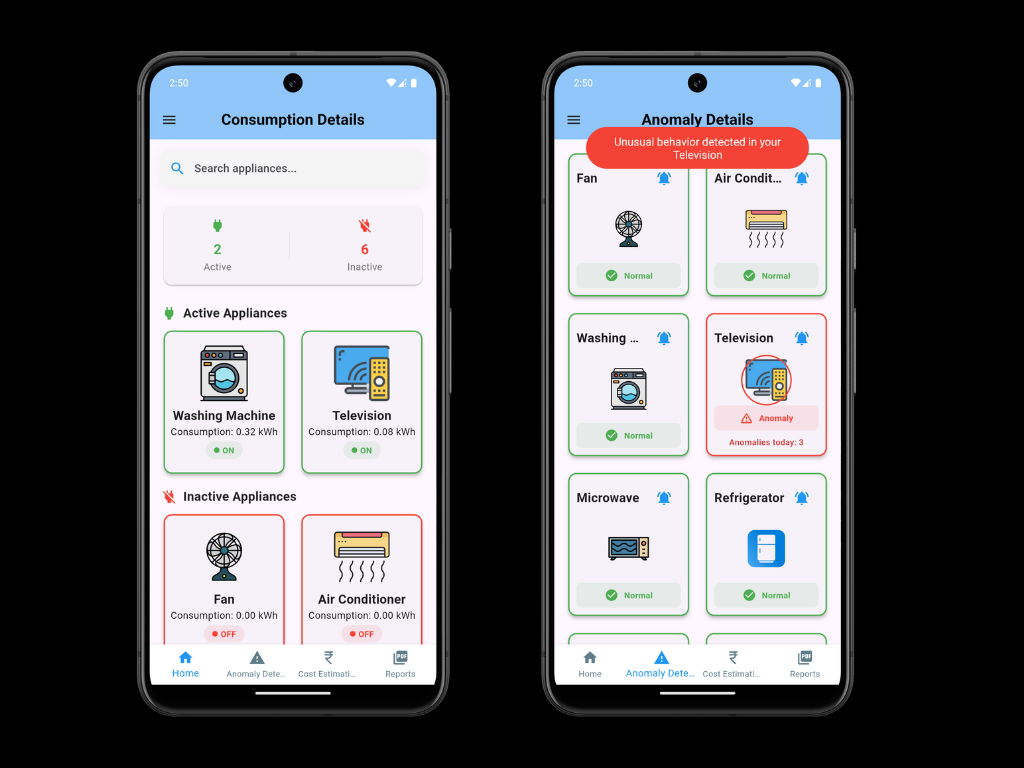 2:50
Consumption Details
Search appliances...
2
6
Active
Inactive
Active Appliances
Washing Machine
Consumption: 0.32 kWh
ON
Television
Consumption: 0.08 kWh
ON
Inactive Appliances
Fan
Consumption: 0.00 kWh
OFF
Air Conditioner
Consumption: 0.00 kWh
OFF
Home
Anomaly Dete...
Cost Estimati...
PDF
Reports
2:50
Anomaly Details
Unusual behavior detected in your
Television
Fan
Normal
Air Condit...
Normal
Washing ...
Normal
Television
Anomaly
Anomalies today: 3
Microwave
Normal
Refrigerator
Normal
Home
Anomaly Dete...
Cost Estimati...
PDF
Reports